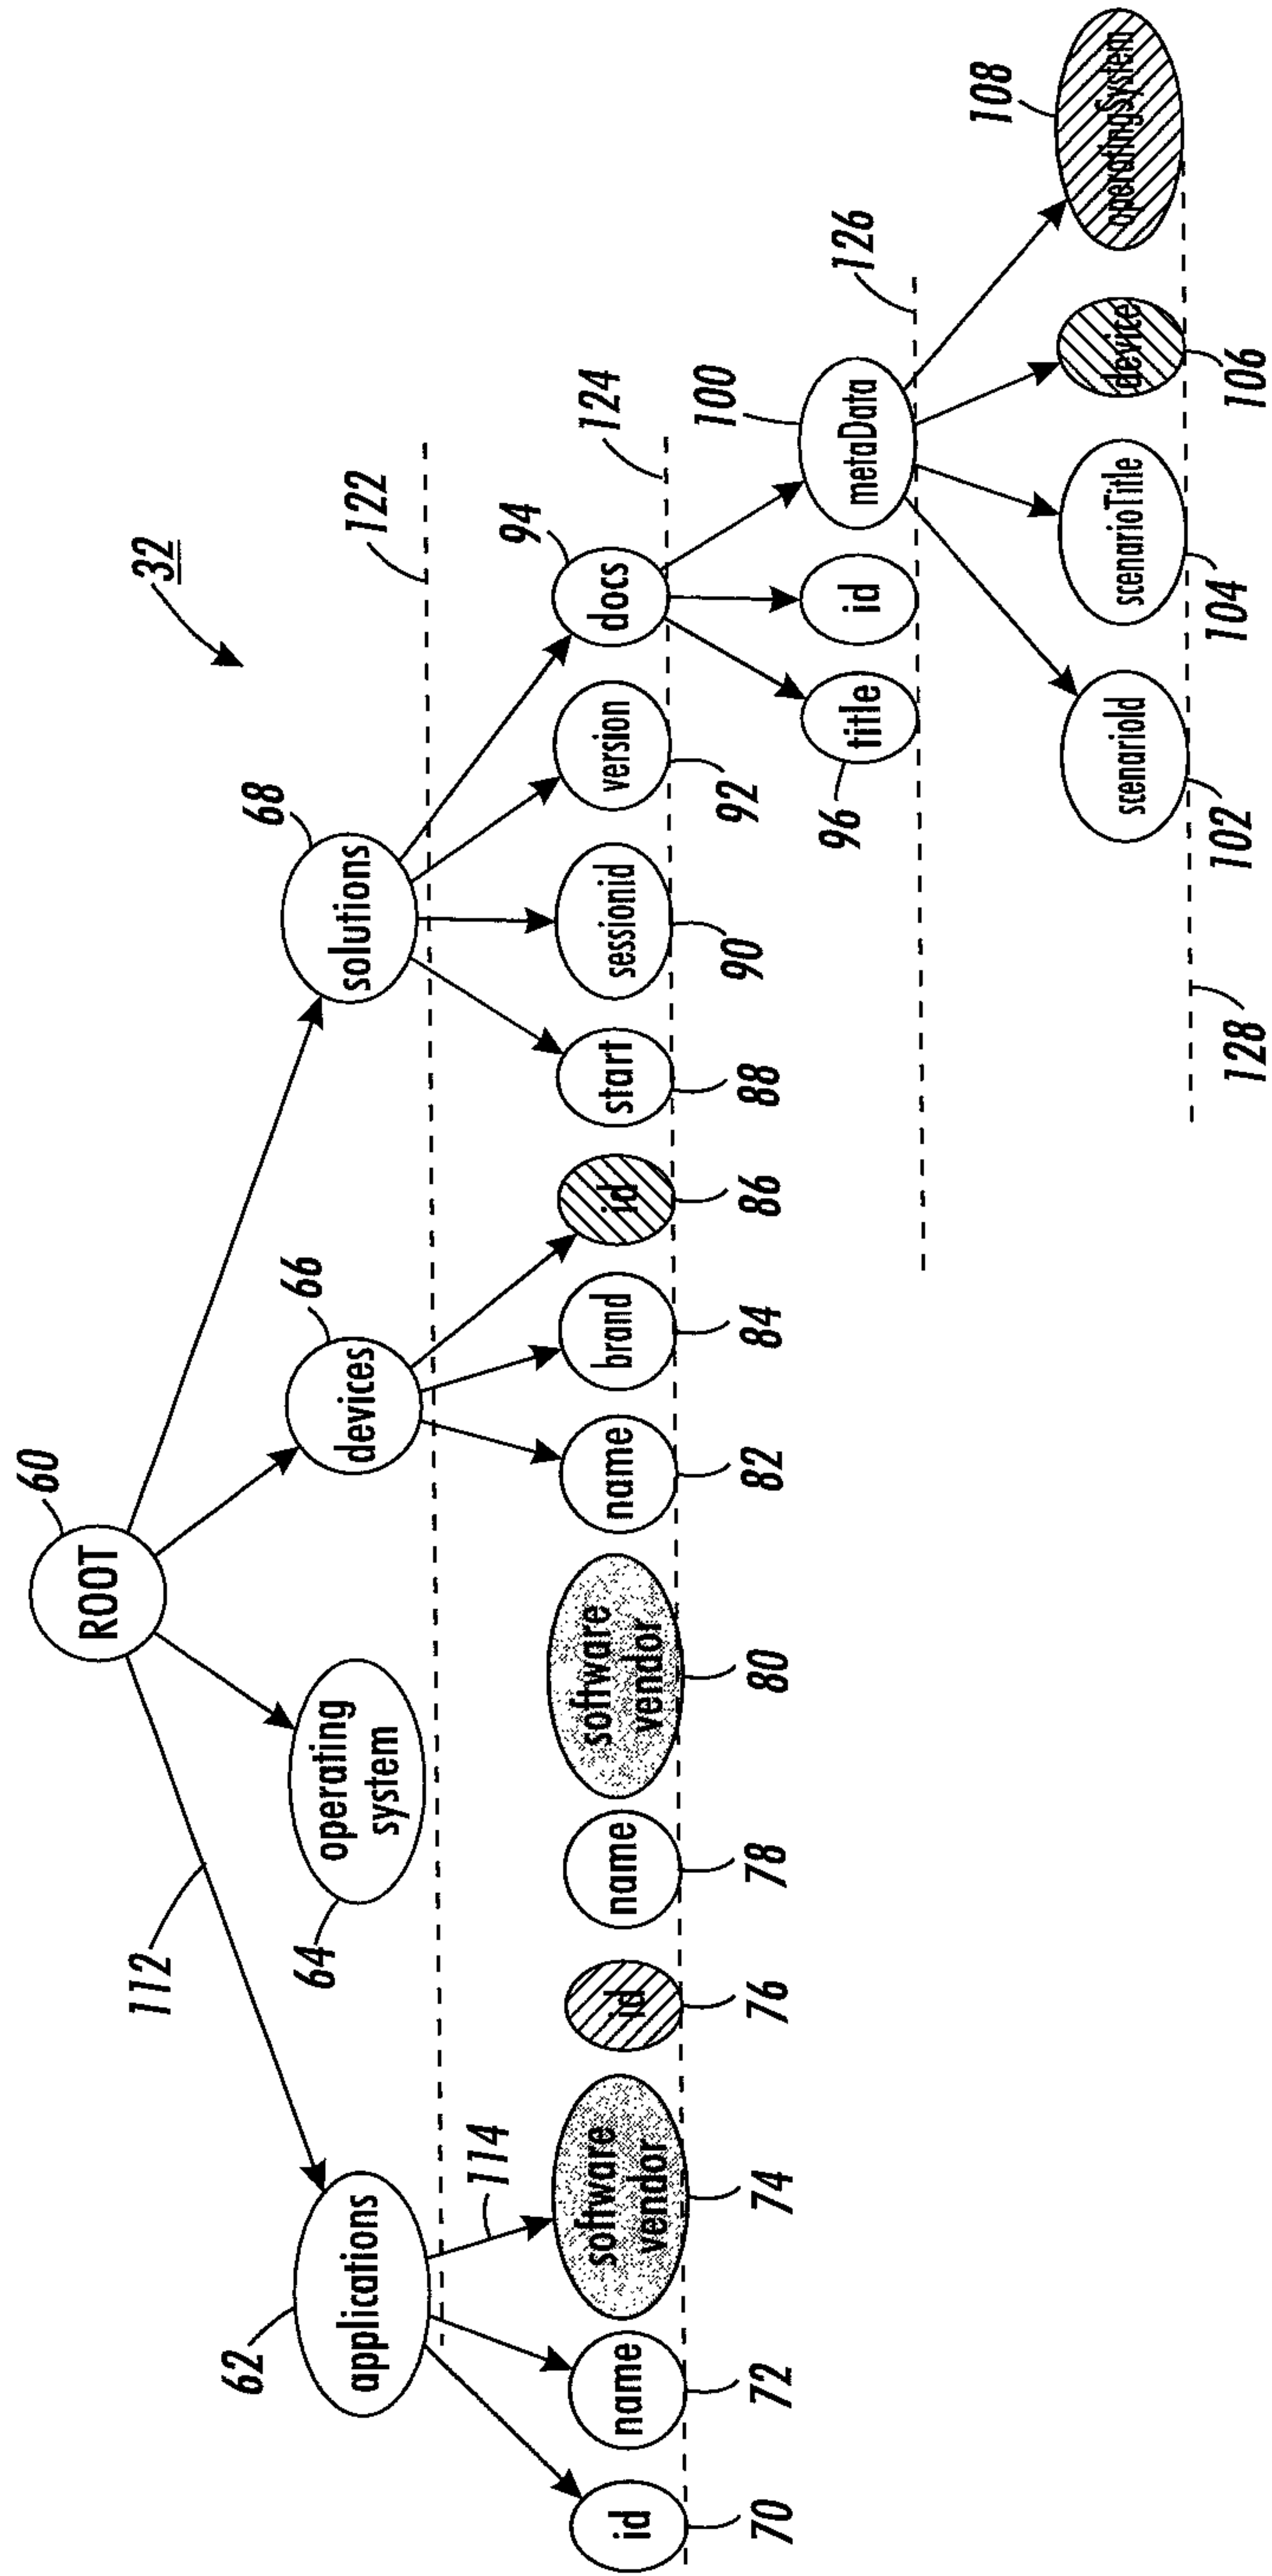 32
60
ROOT
112
62
applications
64
operating
system
66
devices
68
solutions
122
114
id
name
software
vendor
id
name
software
vendor
name
brand
id
start
sessionid
version
docs
94
124
70
72
74
76
78
80
82
84
86
88
90
92
96
title
id
metaData
100
126
scenarioId
scenarioTitle
device
operatingSystem
108
102
104
106
128